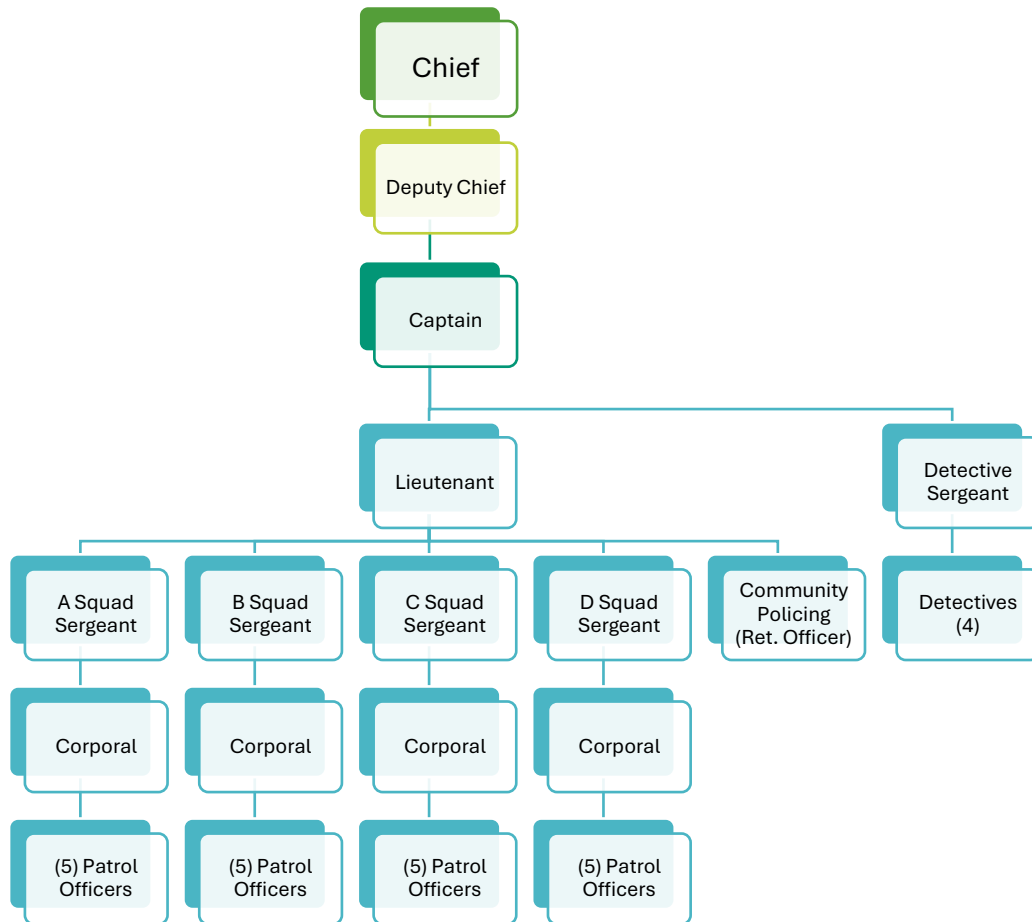 Chief
Deputy Chief
Captain
Lieutenant
Detective
Sergeant
A Squad
Sergeant
B Squad
Sergeant
C Squad
Sergeant
D Squad
Sergeant
Community
Policing
(Ret. Officer)
Detectives
(4)
Corporal
Corporal
Corporal
Corporal
(5) Patrol
Officers
(5) Patrol
Officers
(5) Patrol
Officers
(5) Patrol
Officers